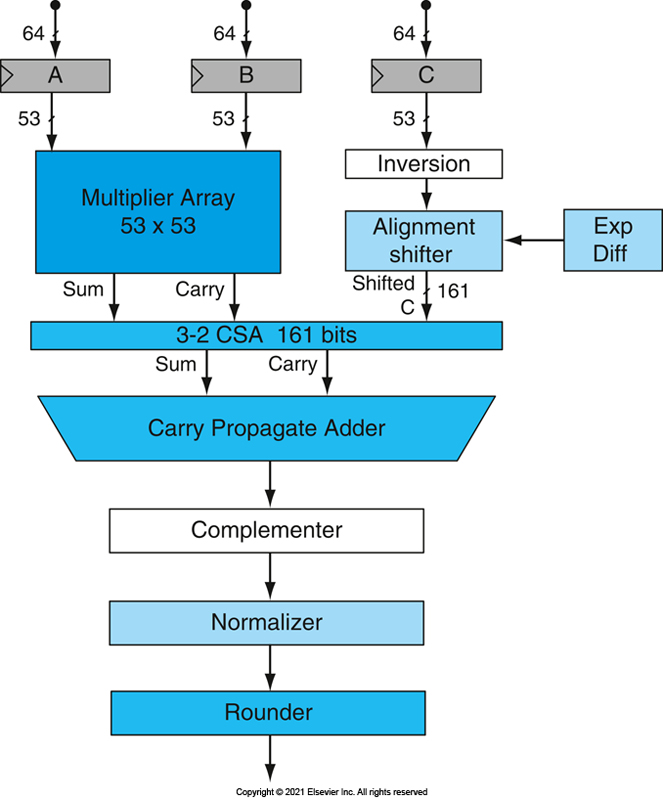 64
64
64
A
B
C
53
53
53
Multiplier Array
53 x 53
Inversion
Alignment
shifter
Exp
Diff
Sum
Carry
Shifted
C
161
3-2 CSA 161 bits
Sum
Carry
Carry Propagate Adder
Complementer
Normalizer
Rounder
Copyright © 2021 Elsevier Inc. All rights reserved